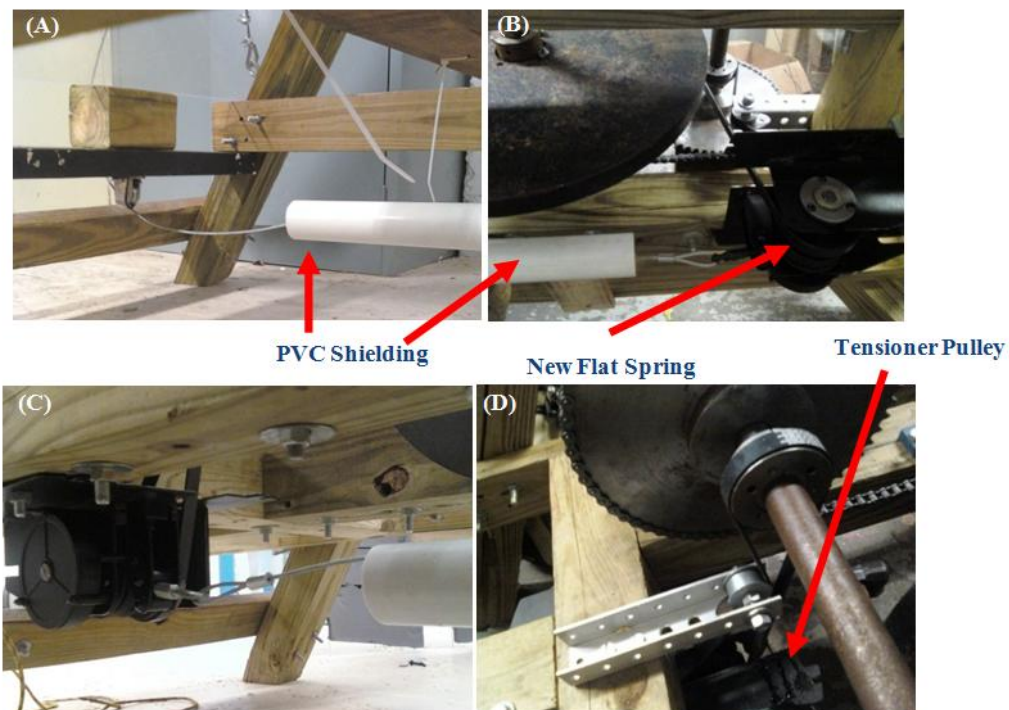 (A)
(B)
PVC Shielding
New Flat Spring
Tensioner Pulley
(C)
(D)